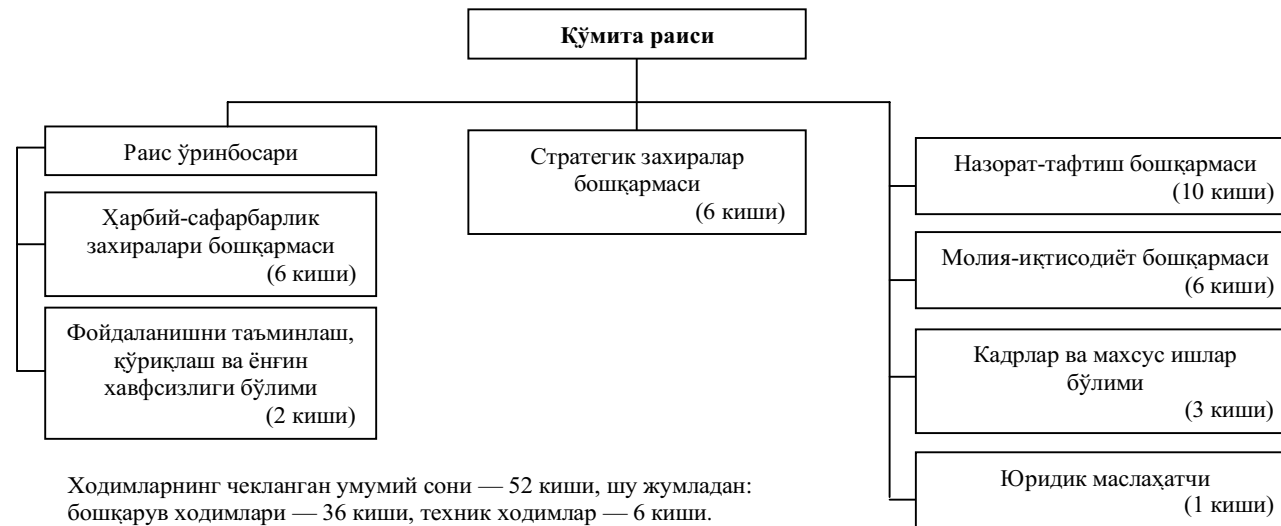 Қўмита раиси
Раис ўринбосари
Ҳарбий-сафарбарлик
захиралари бошқармаси
(6 киши)
Фойдаланишни таъминлаш,
қўриқлаш ва ёнғин
хавфсизлиги бўлими
(2 киши)
Стратегик захиралар
бошқармаси
(6 киши)
Назорат-тафтиш бошқармаси
(10 киши)
Молия-иқтисодиёт бошқармаси
(6 киши)
Кадрлар ва махсус ишлар
бўлими
(3 киши)
Юридик маслаҳатчи
(1 киши)
Ходимларнинг чекланган умумий сони — 52 киши, шу жумладан:
бошқарув ходимлари — 36 киши, техник ходимлар — 6 киши.